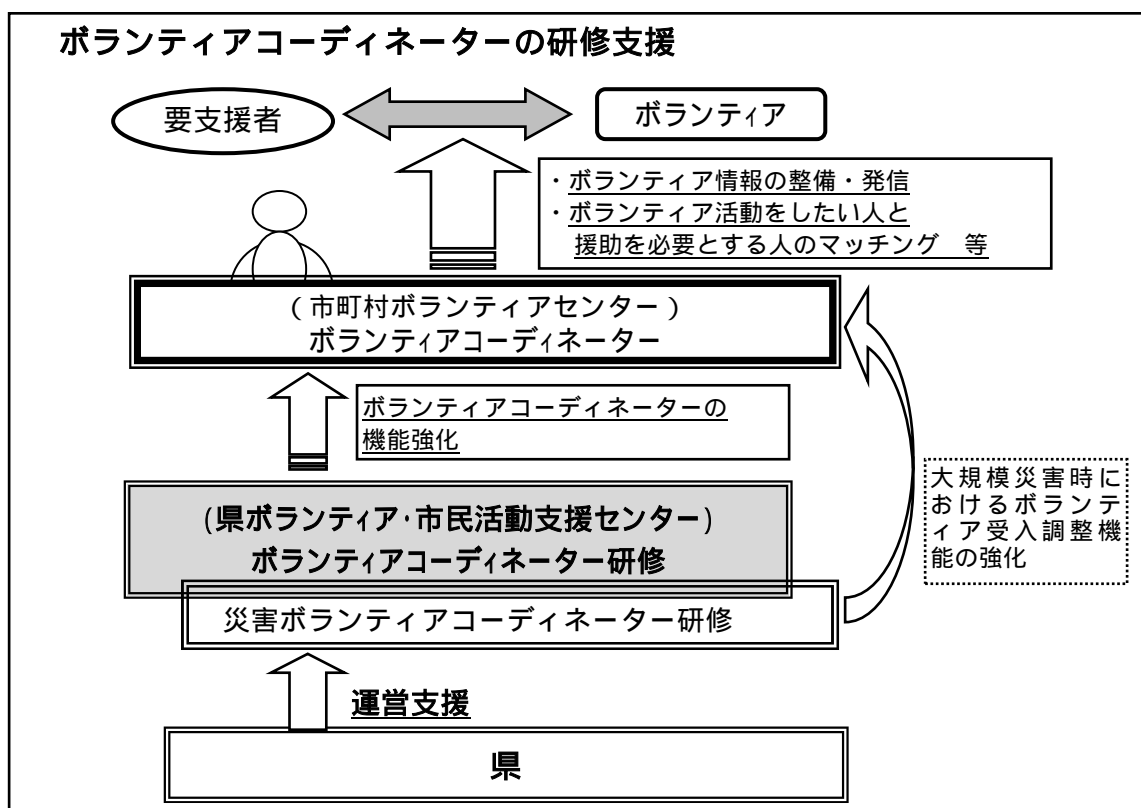 ボランティアコーディネーターの研修支援
要支援者
ボランティア
・ボランティア情報の整備・発信
・ボランティア活動をしたい人と
援助を必要とする人のマッチング　等
（市町村ボランティアセンター）
ボランティアコーディネーター
ボランティアコーディネーターの
機能強化
大規模災害時に
おけるボランテ
ィア受入調整機
能の強化
(県ボランティア・市民活動支援センター)
ボランティアコーディネーター研修
災害ボランティアコーディネーター研修
運営支援
県